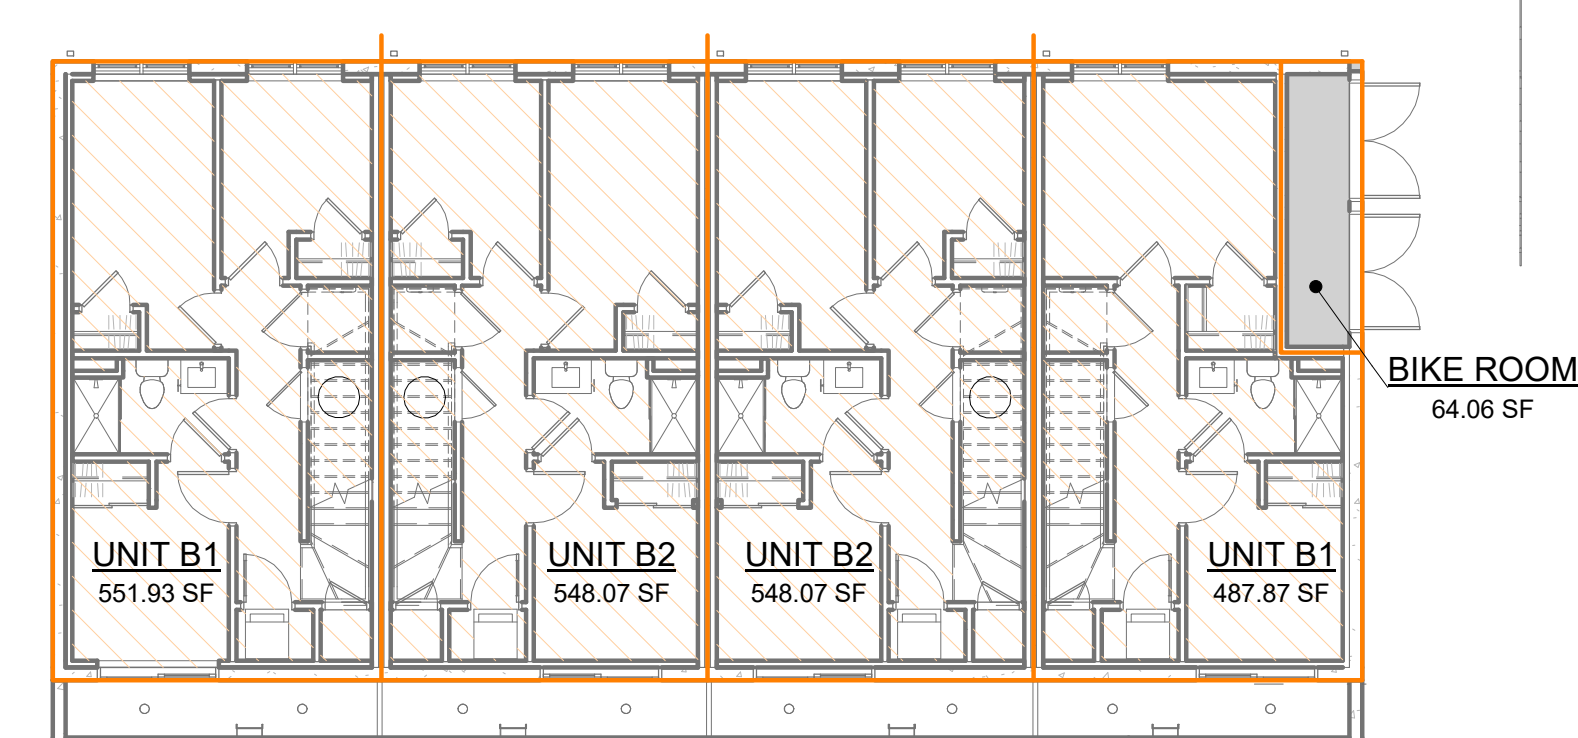 BIKE ROOM
64.06 SF
UNIT B1
551.93 SF
UNIT B2
548.07 SF
UNIT B2
548.07 SF
UNIT B1
487.87 SF